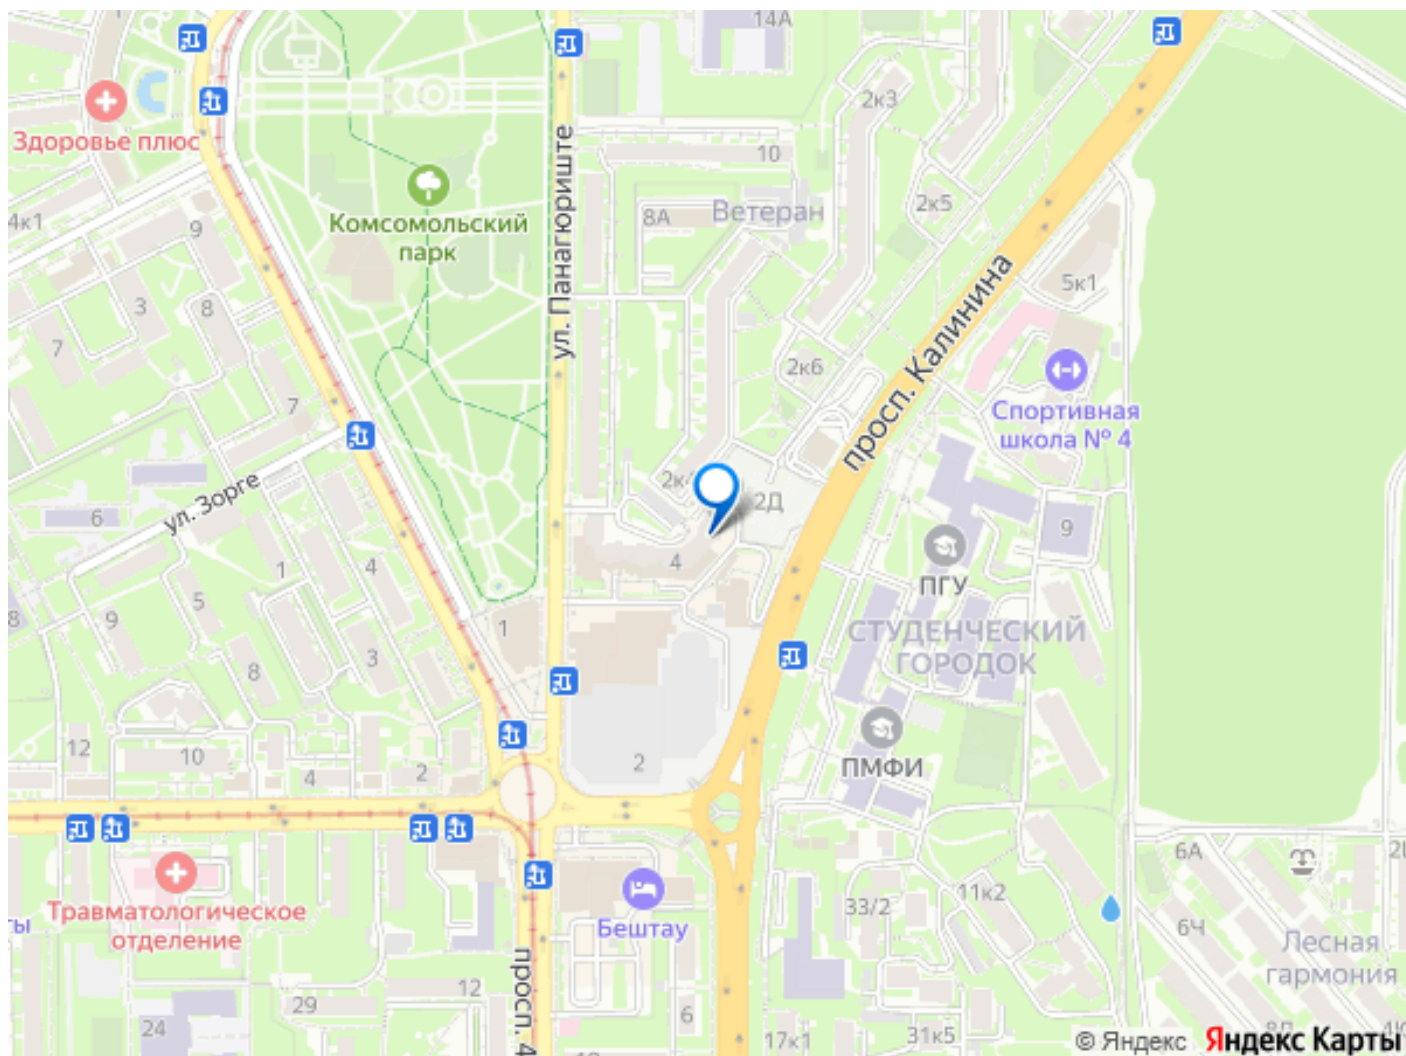 14А
2к3
Здоровье плюс
10
ул. Панагюриште
Комсомольский
парк
4к1
9
8А
Ветеран
2к5
5к1
3
8
7
просп. Калинина
2к6
7
Спортивная
школа № 4
ул. Зорге
6
2Д
9
4
ПГУ
1
4
5
9
8
3
1
СТУДЕНЧЕСКИЙ
ГОРОДОК
12
10
4
2
2
ПМФИ
6А
Травматологическое
отделение
Бештау
33/2
11к2
6Ч
Лесная
гармония
просп. 4
12
29
24
6
17к1
31к5
© Яндекс Яндекс Карты